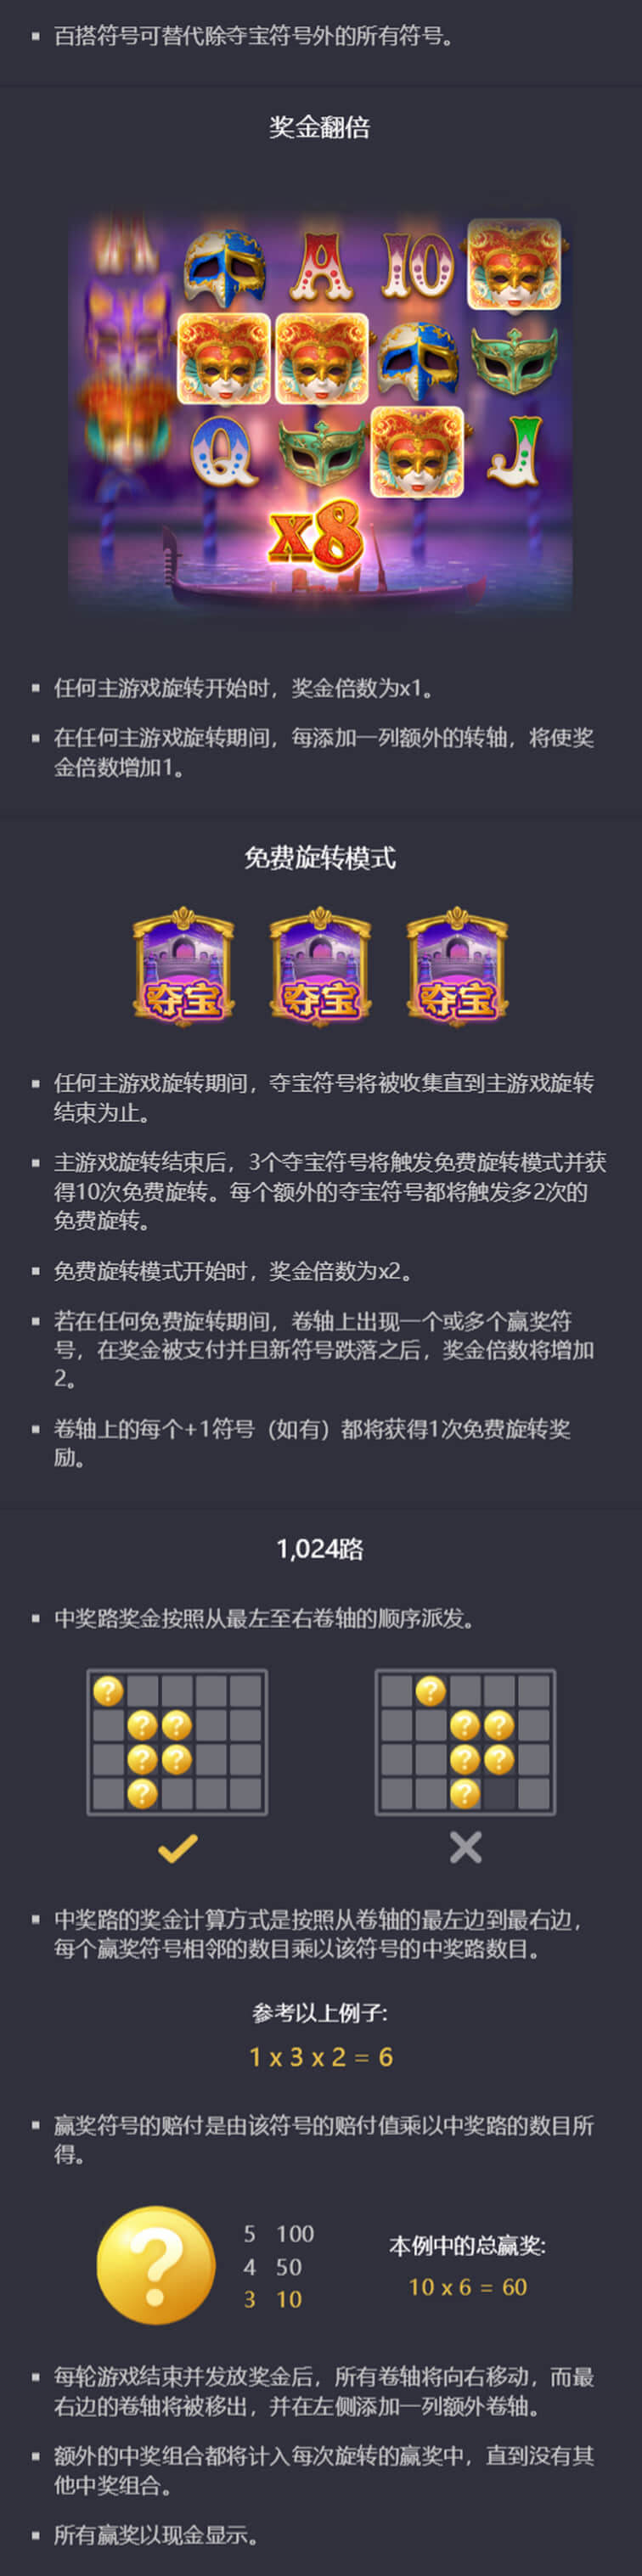 百搭符号可替代除夺宝符号外的所有符号。
奖金翻倍
A
10
Q
J
x8
任何主游戏旋转开始时，奖金倍数为x1。
在任何主游戏旋转期间，每添加一列额外的转轴，将使奖
金倍数增加1。
免费旋转模式
夺宝 夺宝 夺宝
任何主游戏旋转期间，夺宝符号将被收集直到主游戏旋转
结束为止。
主游戏旋转结束后，3个夺宝符号将触发免费旋转模式并获
得10次免费旋转。每个额外的夺宝符号都将触发多2次的
免费旋转。
免费旋转模式开始时，奖金倍数为x2。
若在任何免费旋转期间，卷轴上出现一个或多个赢奖符
号，在奖金被支付并且新符号跌落之后，奖金倍数将增加
2。
卷轴上的每个+1符号（如有）都将获得1次免费旋转奖
励。
1,024路
中奖路奖金按照从最左至右卷轴的顺序派发。
? ?
? ? ? ?
? ? ? ?
? ?
中奖路的奖金计算方式是按照从卷轴的最左边到最右边，
每个赢奖符号相邻的数目乘以该符号的中奖路数目。
参考以上例子:
1 x 3 x 2 = 6
赢奖符号的赔付是由该符号的赔付值乘以中奖路的数目所
得。
?
5 100
4 50
3 10
本例中的总赢奖:
10 x 6 = 60
每轮游戏结束并发放奖金后，所有卷轴将向右移动，而最
右边的卷轴将被移出，并在左侧添加一列额外卷轴。
额外的中奖组合都将计入每次旋转的赢奖中，直到没有其
他中奖组合。
所有赢奖以现金显示。